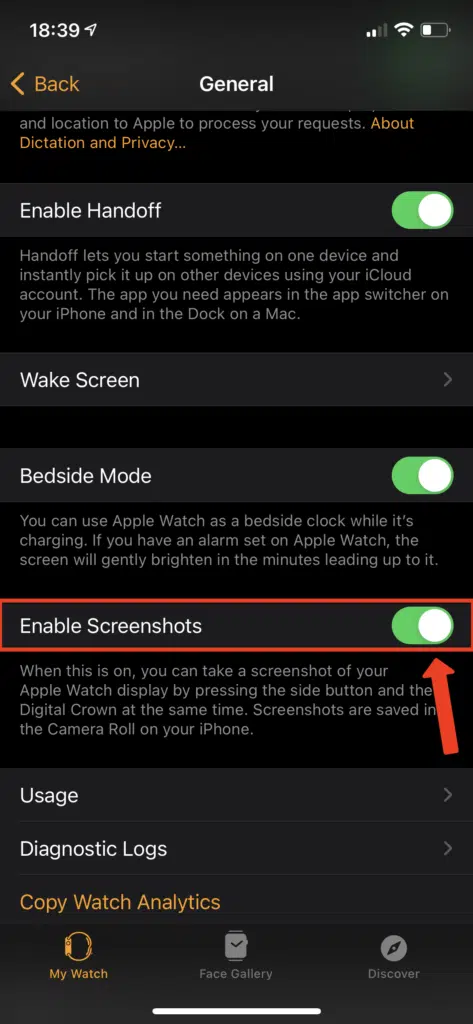 18:39
Back
General
and location to Apple to process your requests. About
Dictation and Privacy...
Enable Handoff
Handoff lets you start something on one device and
instantly pick it up on other devices using your iCloud
account. The app you need appears in the app switcher on
your iPhone and in the Dock on a Mac.
Wake Screen
Bedside Mode
You can use Apple Watch as a bedside clock while it's
charging. If you have an alarm set on Apple Watch, the
screen will gently brighten in the minutes leading up to it.
Enable Screenshots
When this is on, you can take a screenshot of your
Apple Watch display by pressing the side button and the
Digital Crown at the same time. Screenshots are saved in
the Camera Roll on your iPhone.
Usage
Diagnostic Logs
Copy Watch Analytics
My Watch
Face Gallery
Discover